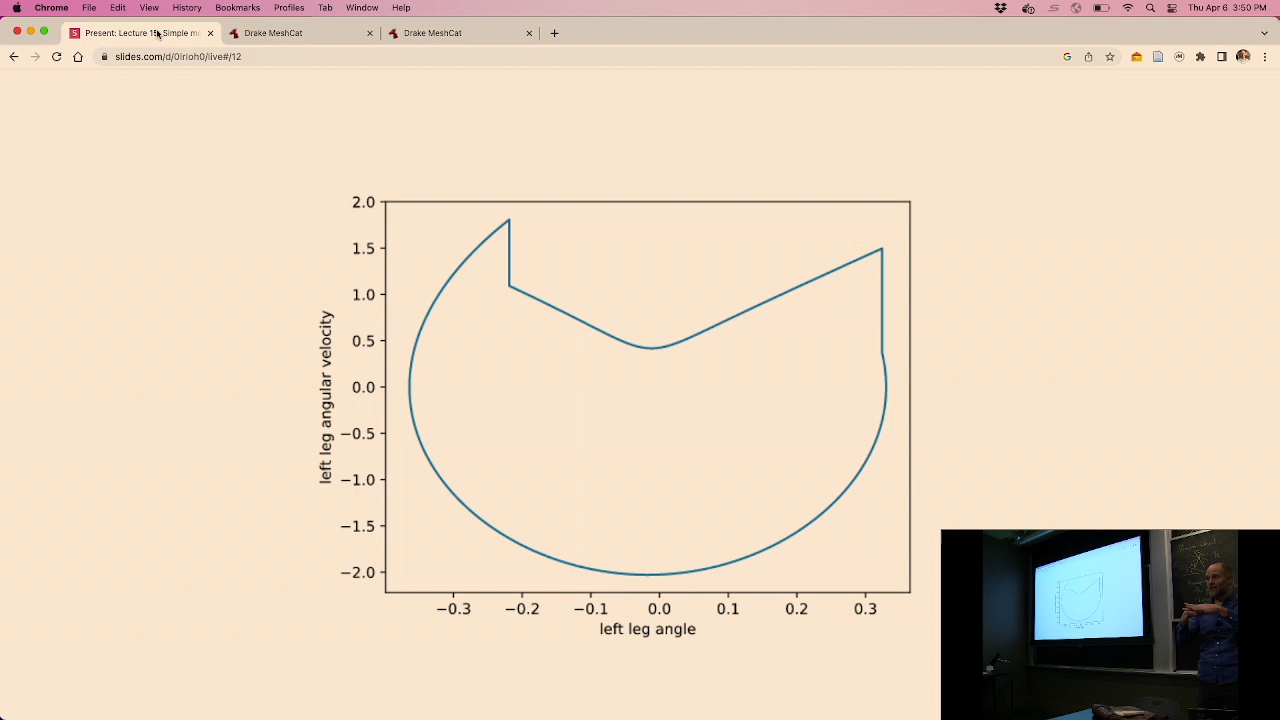 Chrome File Edit View History Bookmarks Profiles Tab Window Help Thu Apr 6 3:50 PM
Present: Lecture 15: Simple mo Drake MeshCat Drake MeshCat
slides.com/d/0lrloh0/live#/12
2.0
1.5
1.0
0.5
0.0
−0.5
−1.0
−1.5
−2.0
left leg angular velocity
−0.3 −0.2 −0.1 0.0 0.1 0.2 0.3
left leg angle